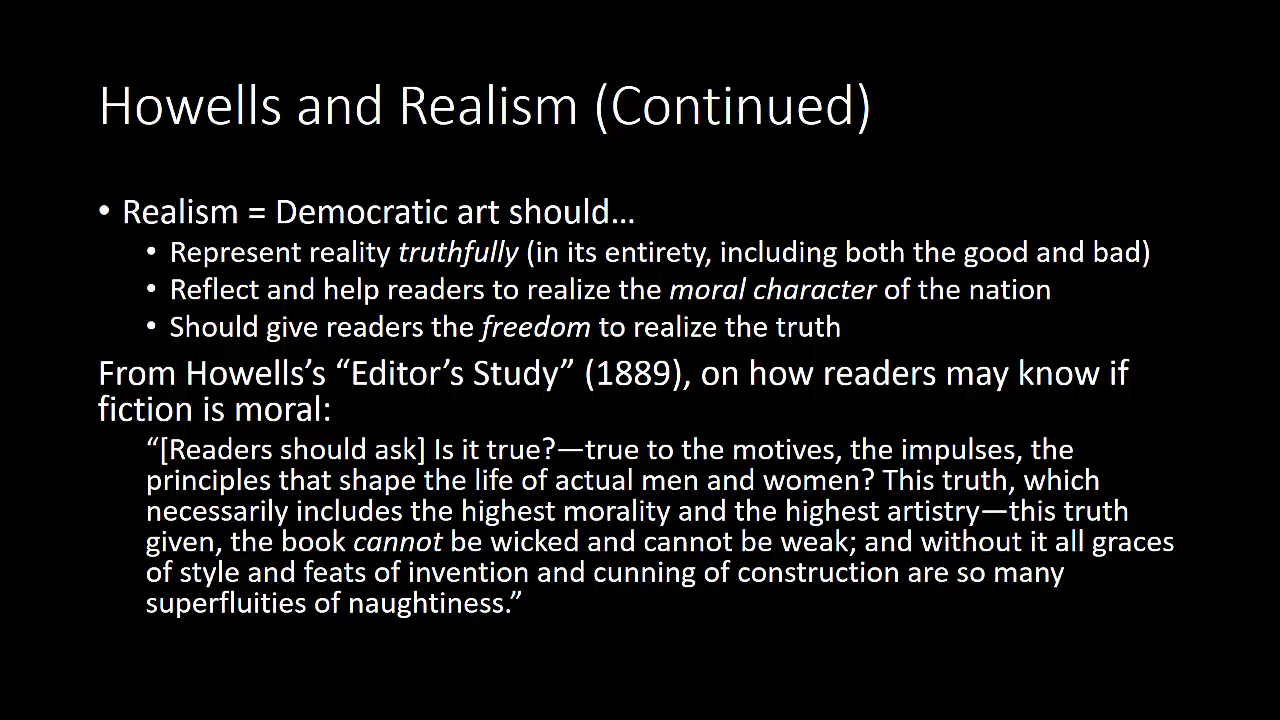 Howells and Realism (Continued)
• Realism = Democratic art should…
• Represent reality truthfully (in its entirety, including both the good and bad)
• Reflect and help readers to realize the moral character of the nation
• Should give readers the freedom to realize the truth
From Howells’s “Editor’s Study” (1889), on how readers may know if
fiction is moral:
“[Readers should ask] Is it true?—true to the motives, the impulses, the
principles that shape the life of actual men and women? This truth, which
necessarily includes the highest morality and the highest artistry—this truth
given, the book cannot be wicked and cannot be weak; and without it all graces
of style and feats of invention and cunning of construction are so many
superfluities of naughtiness.”